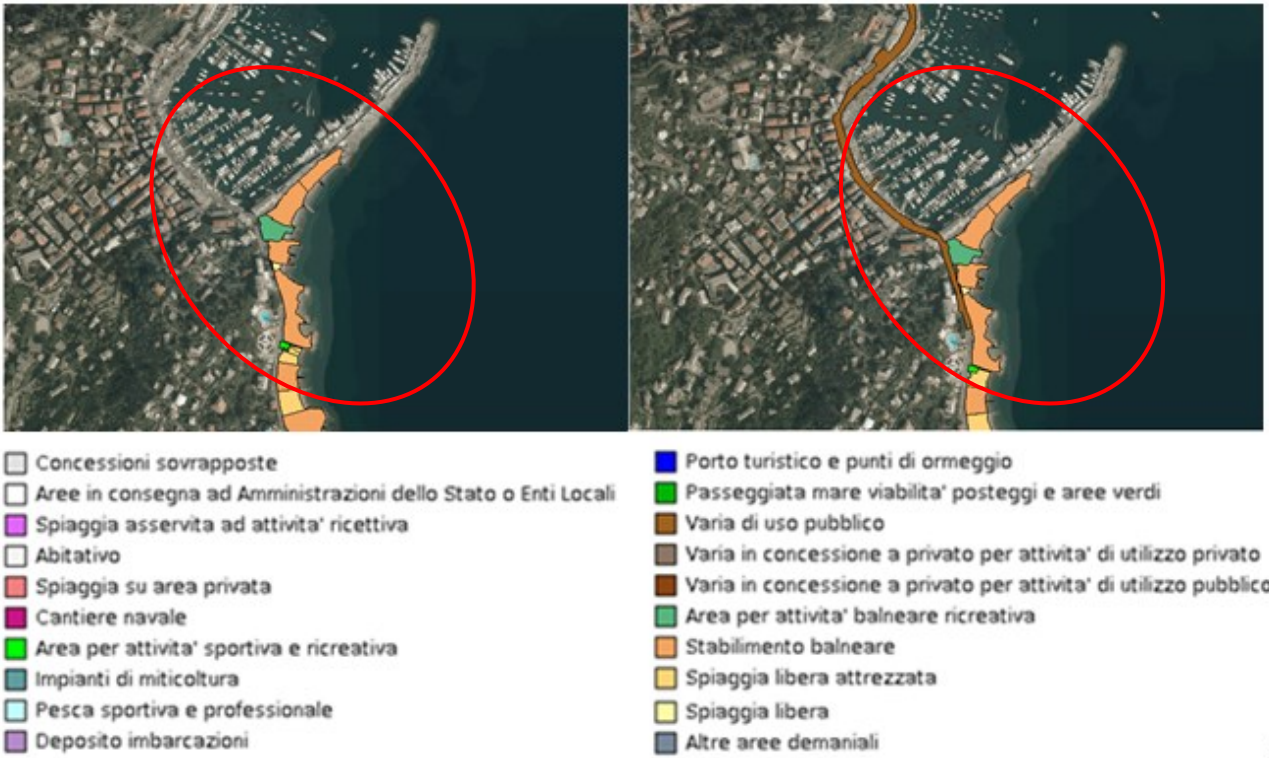 Concessioni sovrapposte
Aree in consegna ad Amministrazioni dello Stato o Enti Locali
Spiaggia asservita ad attivita' ricettiva
Abitativo
Spiaggia su area privata
Cantiere navale
Area per attivita' sportiva e ricreativa
Impianti di miticoltura
Pesca sportiva e professionale
Deposito imbarcazioni
Porto turistico e punti di ormeggio
Passeggiata mare viabilita' posteggi e aree verdi
Varia di uso pubblico
Varia in concessione a privato per attivita' di utilizzo privato
Varia in concessione a privato per attivita' di utilizzo pubblico
Area per attivita' balneare ricreativa
Stabilimento balneare
Spiaggia libera attrezzata
Spiaggia libera
Altre aree demaniali